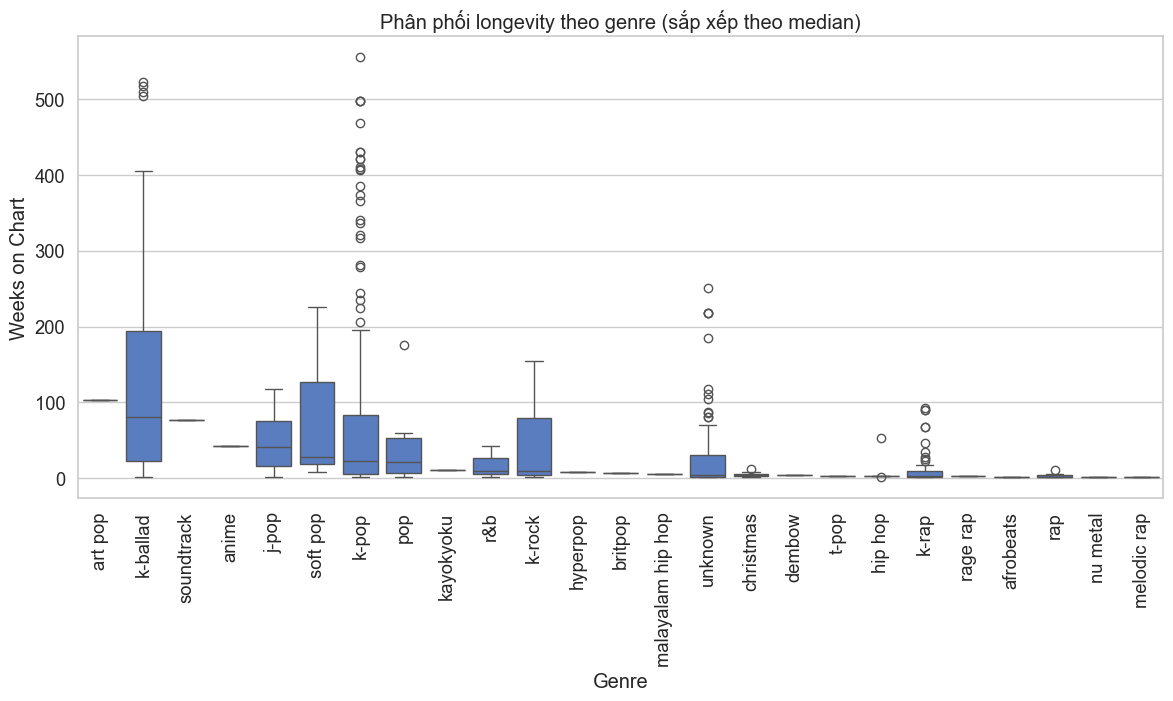 Phân phối longevity theo genre (sắp xếp theo median)
Weeks on Chart
500
400
300
200
100
0
art pop
k-ballad
soundtrack
anime
j-pop
soft pop
k-pop
pop
kayokyoku
r&b
k-rock
hyperpop
britpop
malayalam hip hop
unknown
christmas
dembow
t-pop
hip hop
k-rap
rage rap
afrobeats
rap
nu metal
melodic rap
Genre